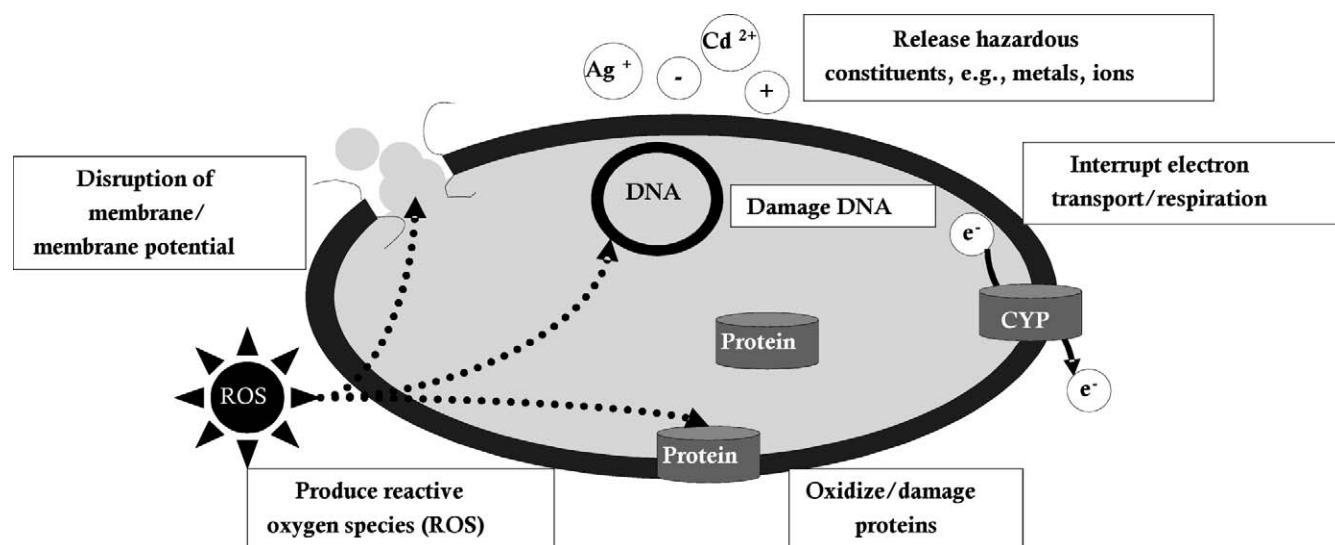 Ag +
-
Cd 2+
+
Release hazardous
constituents, e.g., metals, ions
Disruption of
membrane/
membrane potential
DNA
Damage DNA
Interrupt electron
transport/respiration
e-
CYP
e-
Protein
ROS
Protein
Produce reactive
oxygen species (ROS)
Oxidize/damage
proteins